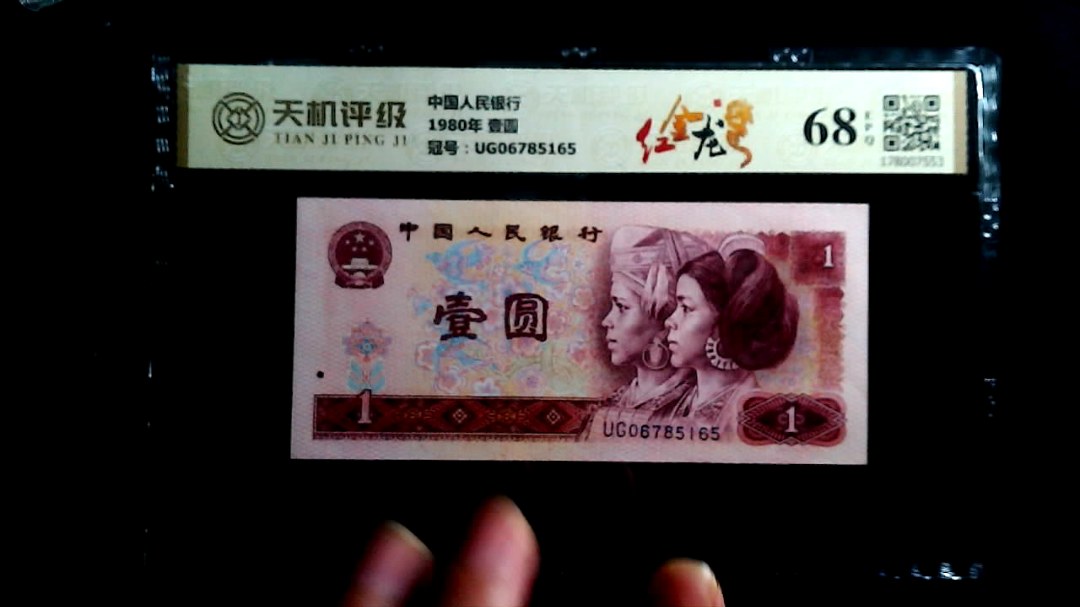 天机评级
TIAN JI PING JI
中国人民银行
1980年 壹圆
冠号：UG06785165
红金龙
68
EPQ
178007553
中国人民银行
1
壹圆
1
UG06785165
1